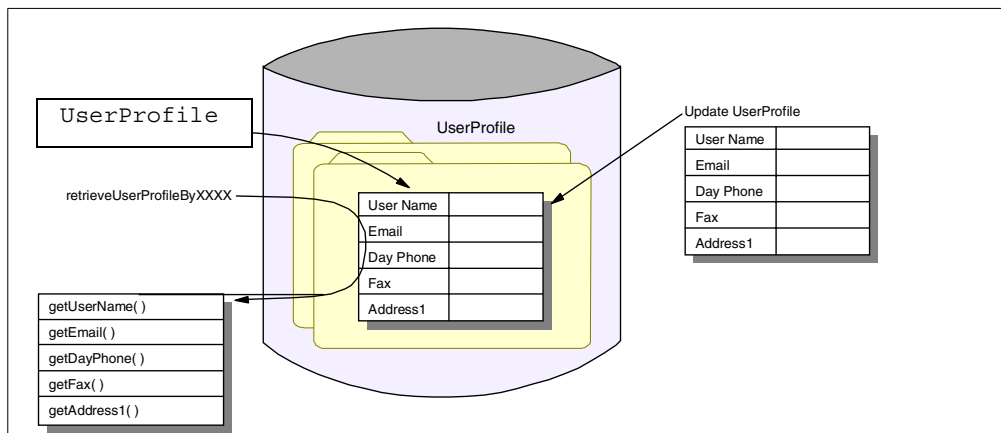 UserProfile
UserProfile
Update UserProfile
retrieveUserProfileByXXXX
User Name
Email
Day Phone
Fax
Address1
User Name
Email
Day Phone
Fax
Address1
getUserName( )
getEmail( )
getDayPhone( )
getFax( )
getAddress1( )